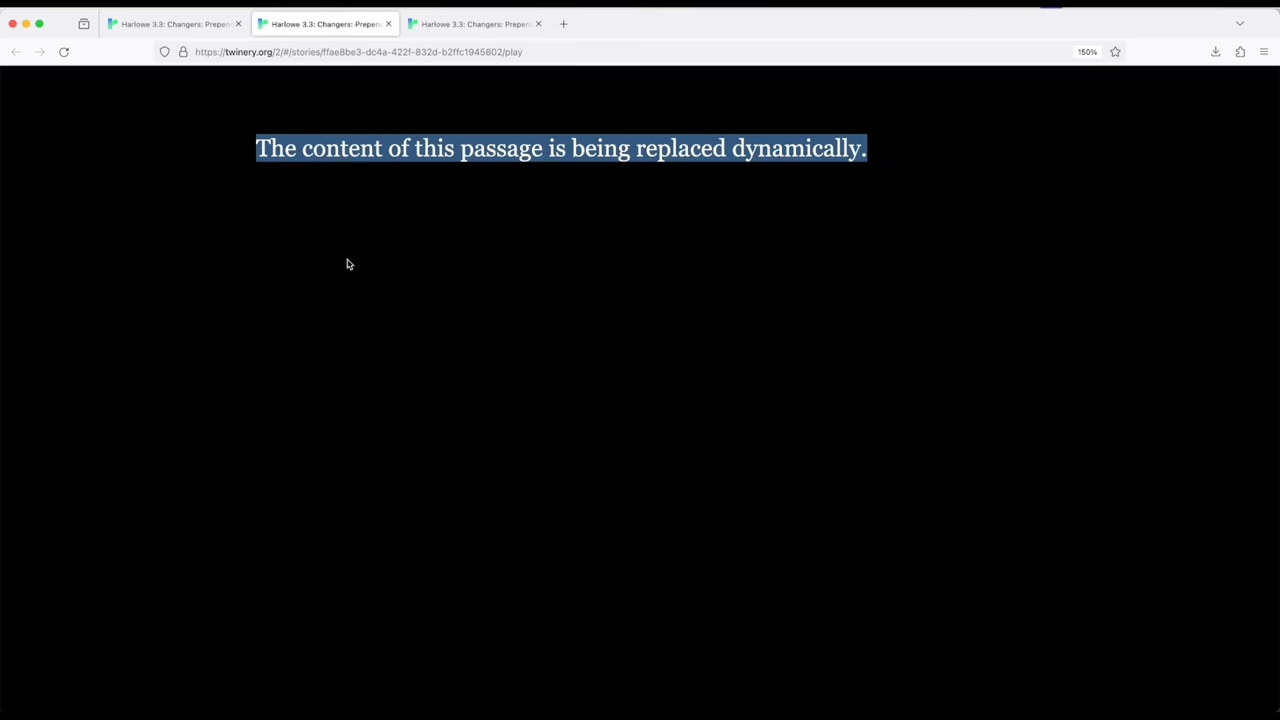 Harlowe 3.3: Changers: Prepen
Harlowe 3.3: Changers: Prepen
Harlowe 3.3: Changers: Prepen
https://twinery.org/2/#/stories/ffae8be3-dc4a-422f-832d-b2ffc1945802/play
150%
The content of this passage is being replaced dynamically.